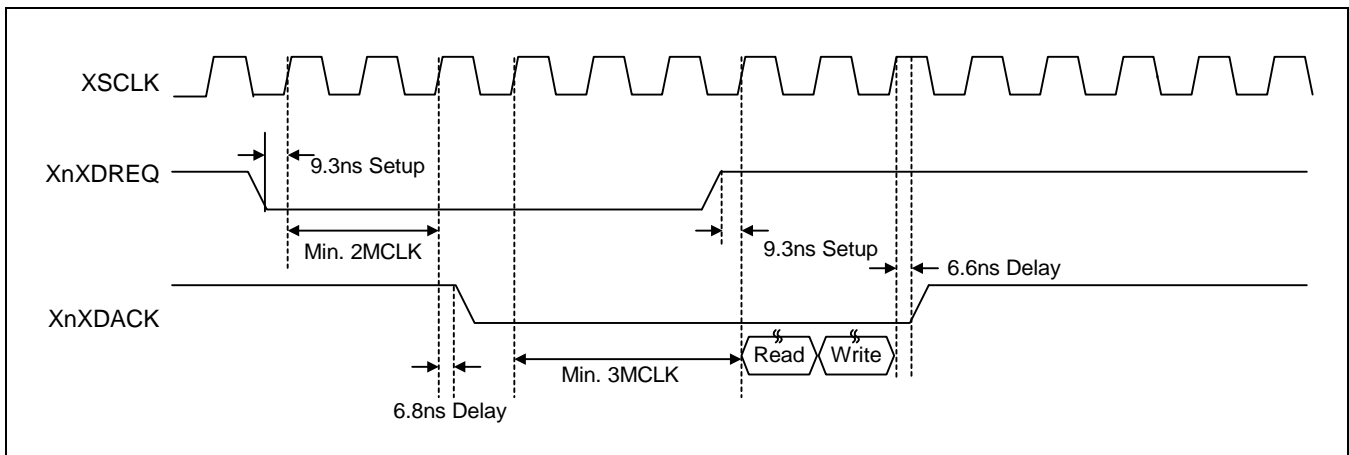 XSCLK
XnXDREQ
9.3ns Setup
Min. 2MCLK
9.3ns Setup
6.6ns Delay
XnXDACK
Read
Write
Min. 3MCLK
6.8ns Delay